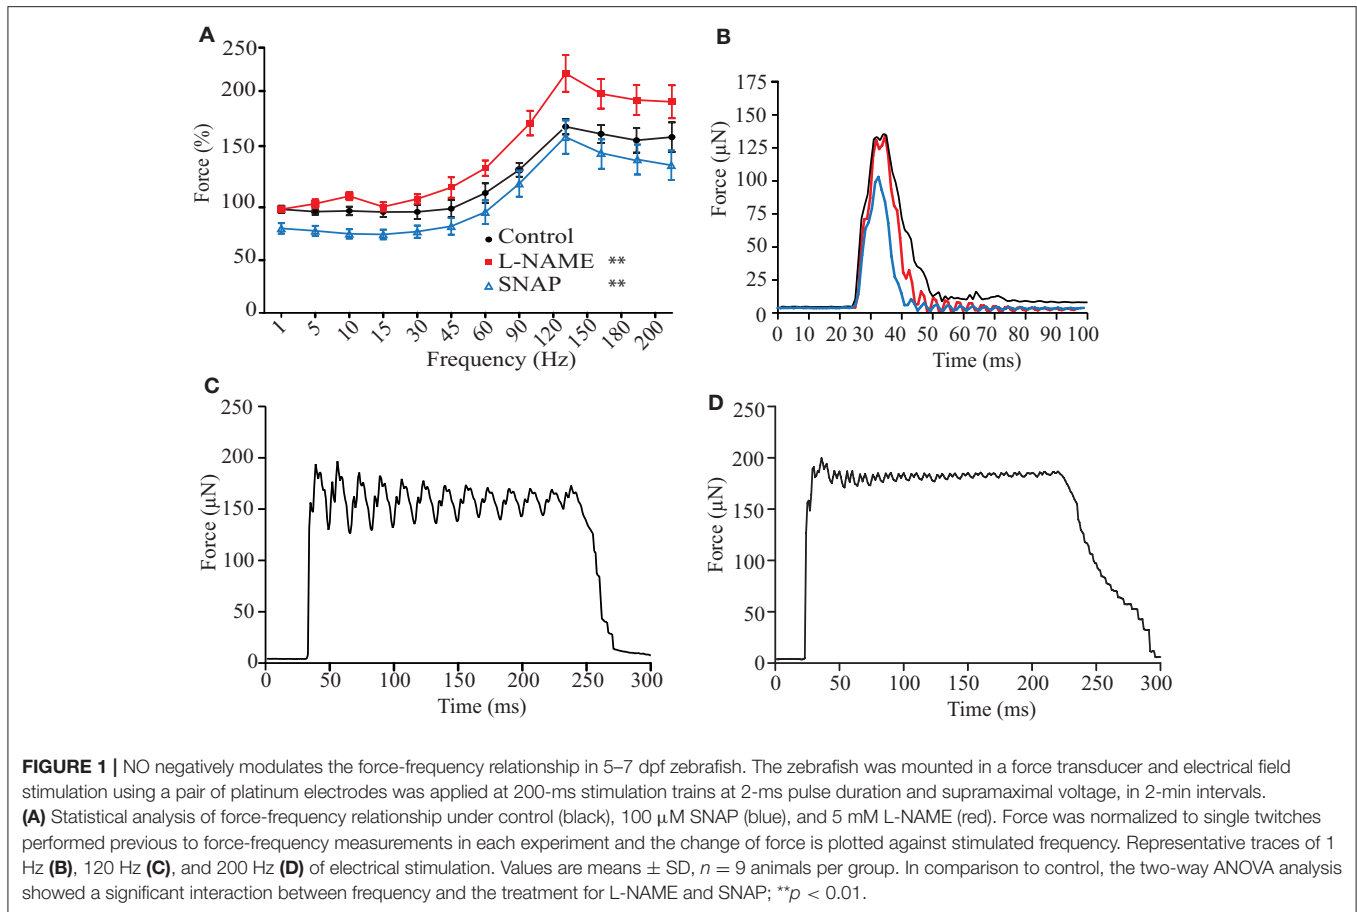 A
250
200
150
100
50
0
Force (%)
Control
L-NAME **
SNAP **
1 5 10 15 30 45 60 90 120 150 180 200
Frequency (Hz)
B
175
150
125
100
75
50
25
0
Force (µN)
0 10 20 30 40 50 60 70 80 90 100
Time (ms)
C
250
200
150
100
50
0
Force (µN)
0 50 100 150 200 250 300
Time (ms)
D
250
200
150
100
50
0
Force (µN)
0 50 100 150 200 250 300
Time (ms)
FIGURE 1 | NO negatively modulates the force-frequency relationship in 5–7 dpf zebrafish. The zebrafish was mounted in a force transducer and electrical field
stimulation using a pair of platinum electrodes was applied at 200-ms stimulation trains at 2-ms pulse duration and supramaximal voltage, in 2-min intervals.
(A) Statistical analysis of force-frequency relationship under control (black), 100 µM SNAP (blue), and 5 mM L-NAME (red). Force was normalized to single twitches
performed previous to force-frequency measurements in each experiment and the change of force is plotted against stimulated frequency. Representative traces of 1
Hz (B), 120 Hz (C), and 200 Hz (D) of electrical stimulation. Values are means ± SD, n = 9 animals per group. In comparison to control, the two-way ANOVA analysis
showed a significant interaction between frequency and the treatment for L-NAME and SNAP; **p < 0.01.